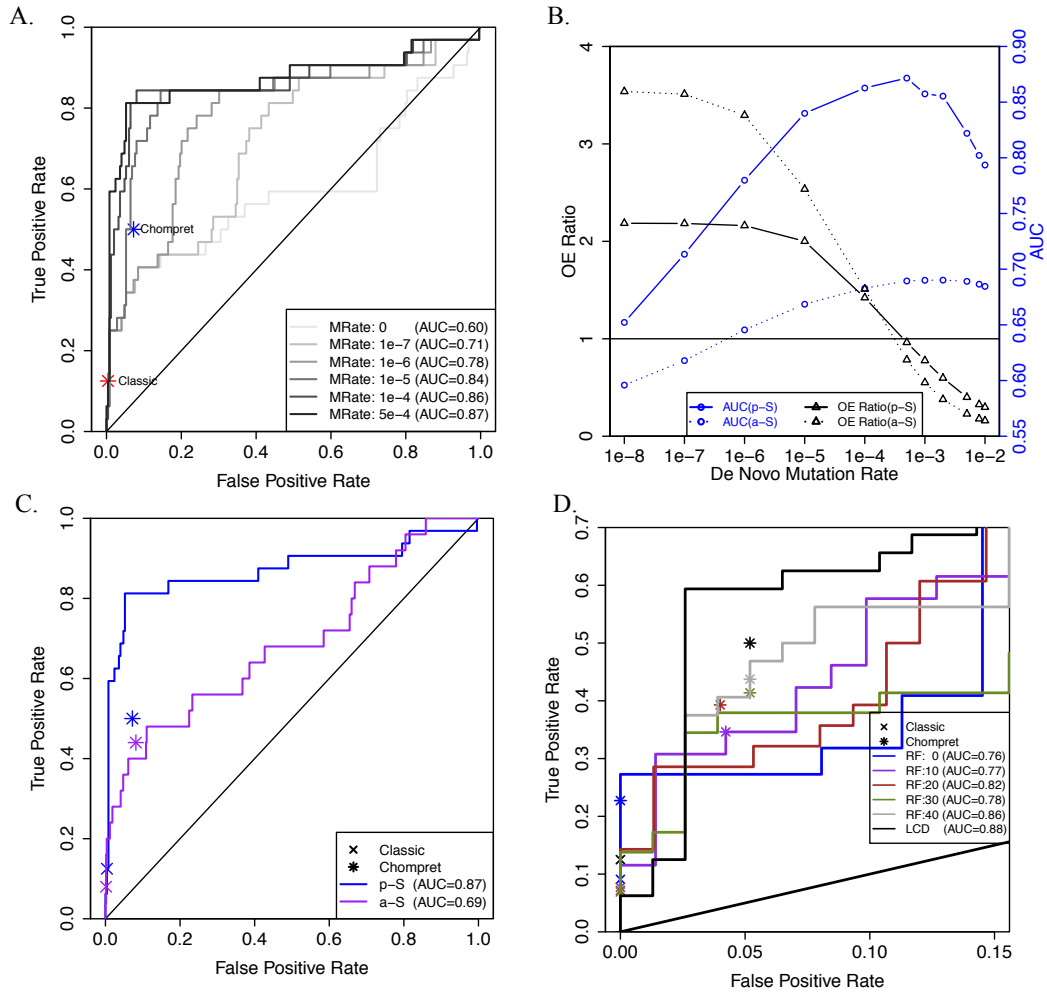 A.
True Positive Rate
0.0 0.2 0.4 0.6 0.8 1.0
Chompret
Classic
MRate: 0 (AUC=0.60)
MRate: 1e−7 (AUC=0.71)
MRate: 1e−6 (AUC=0.78)
MRate: 1e−5 (AUC=0.84)
MRate: 1e−4 (AUC=0.86)
MRate: 5e−4 (AUC=0.87)
0.0 0.2 0.4 0.6 0.8 1.0
False Positive Rate
B.
OE Ratio
0 1 2 3 4
AUC(p−S)
AUC(a−S)
OE Ratio(p−S)
OE Ratio(a−S)
1e−8 1e−7 1e−6 1e−5 1e−4 1e−3 1e−2
De Novo Mutation Rate
0.55 0.60 0.65 0.70 0.75 0.80 0.85 0.90
AUC
C.
True Positive Rate
0.0 0.2 0.4 0.6 0.8 1.0
Classic
Chompret
p−S (AUC=0.87)
a−S (AUC=0.69)
0.0 0.2 0.4 0.6 0.8 1.0
False Positive Rate
D.
True Positive Rate
0.0 0.1 0.2 0.3 0.4 0.5 0.6 0.7
Classic
Chompret
RF: 0 (AUC=0.76)
RF:10 (AUC=0.77)
RF:20 (AUC=0.82)
RF:30 (AUC=0.78)
RF:40 (AUC=0.86)
LCD (AUC=0.88)
0.00 0.05 0.10 0.15
False Positive Rate